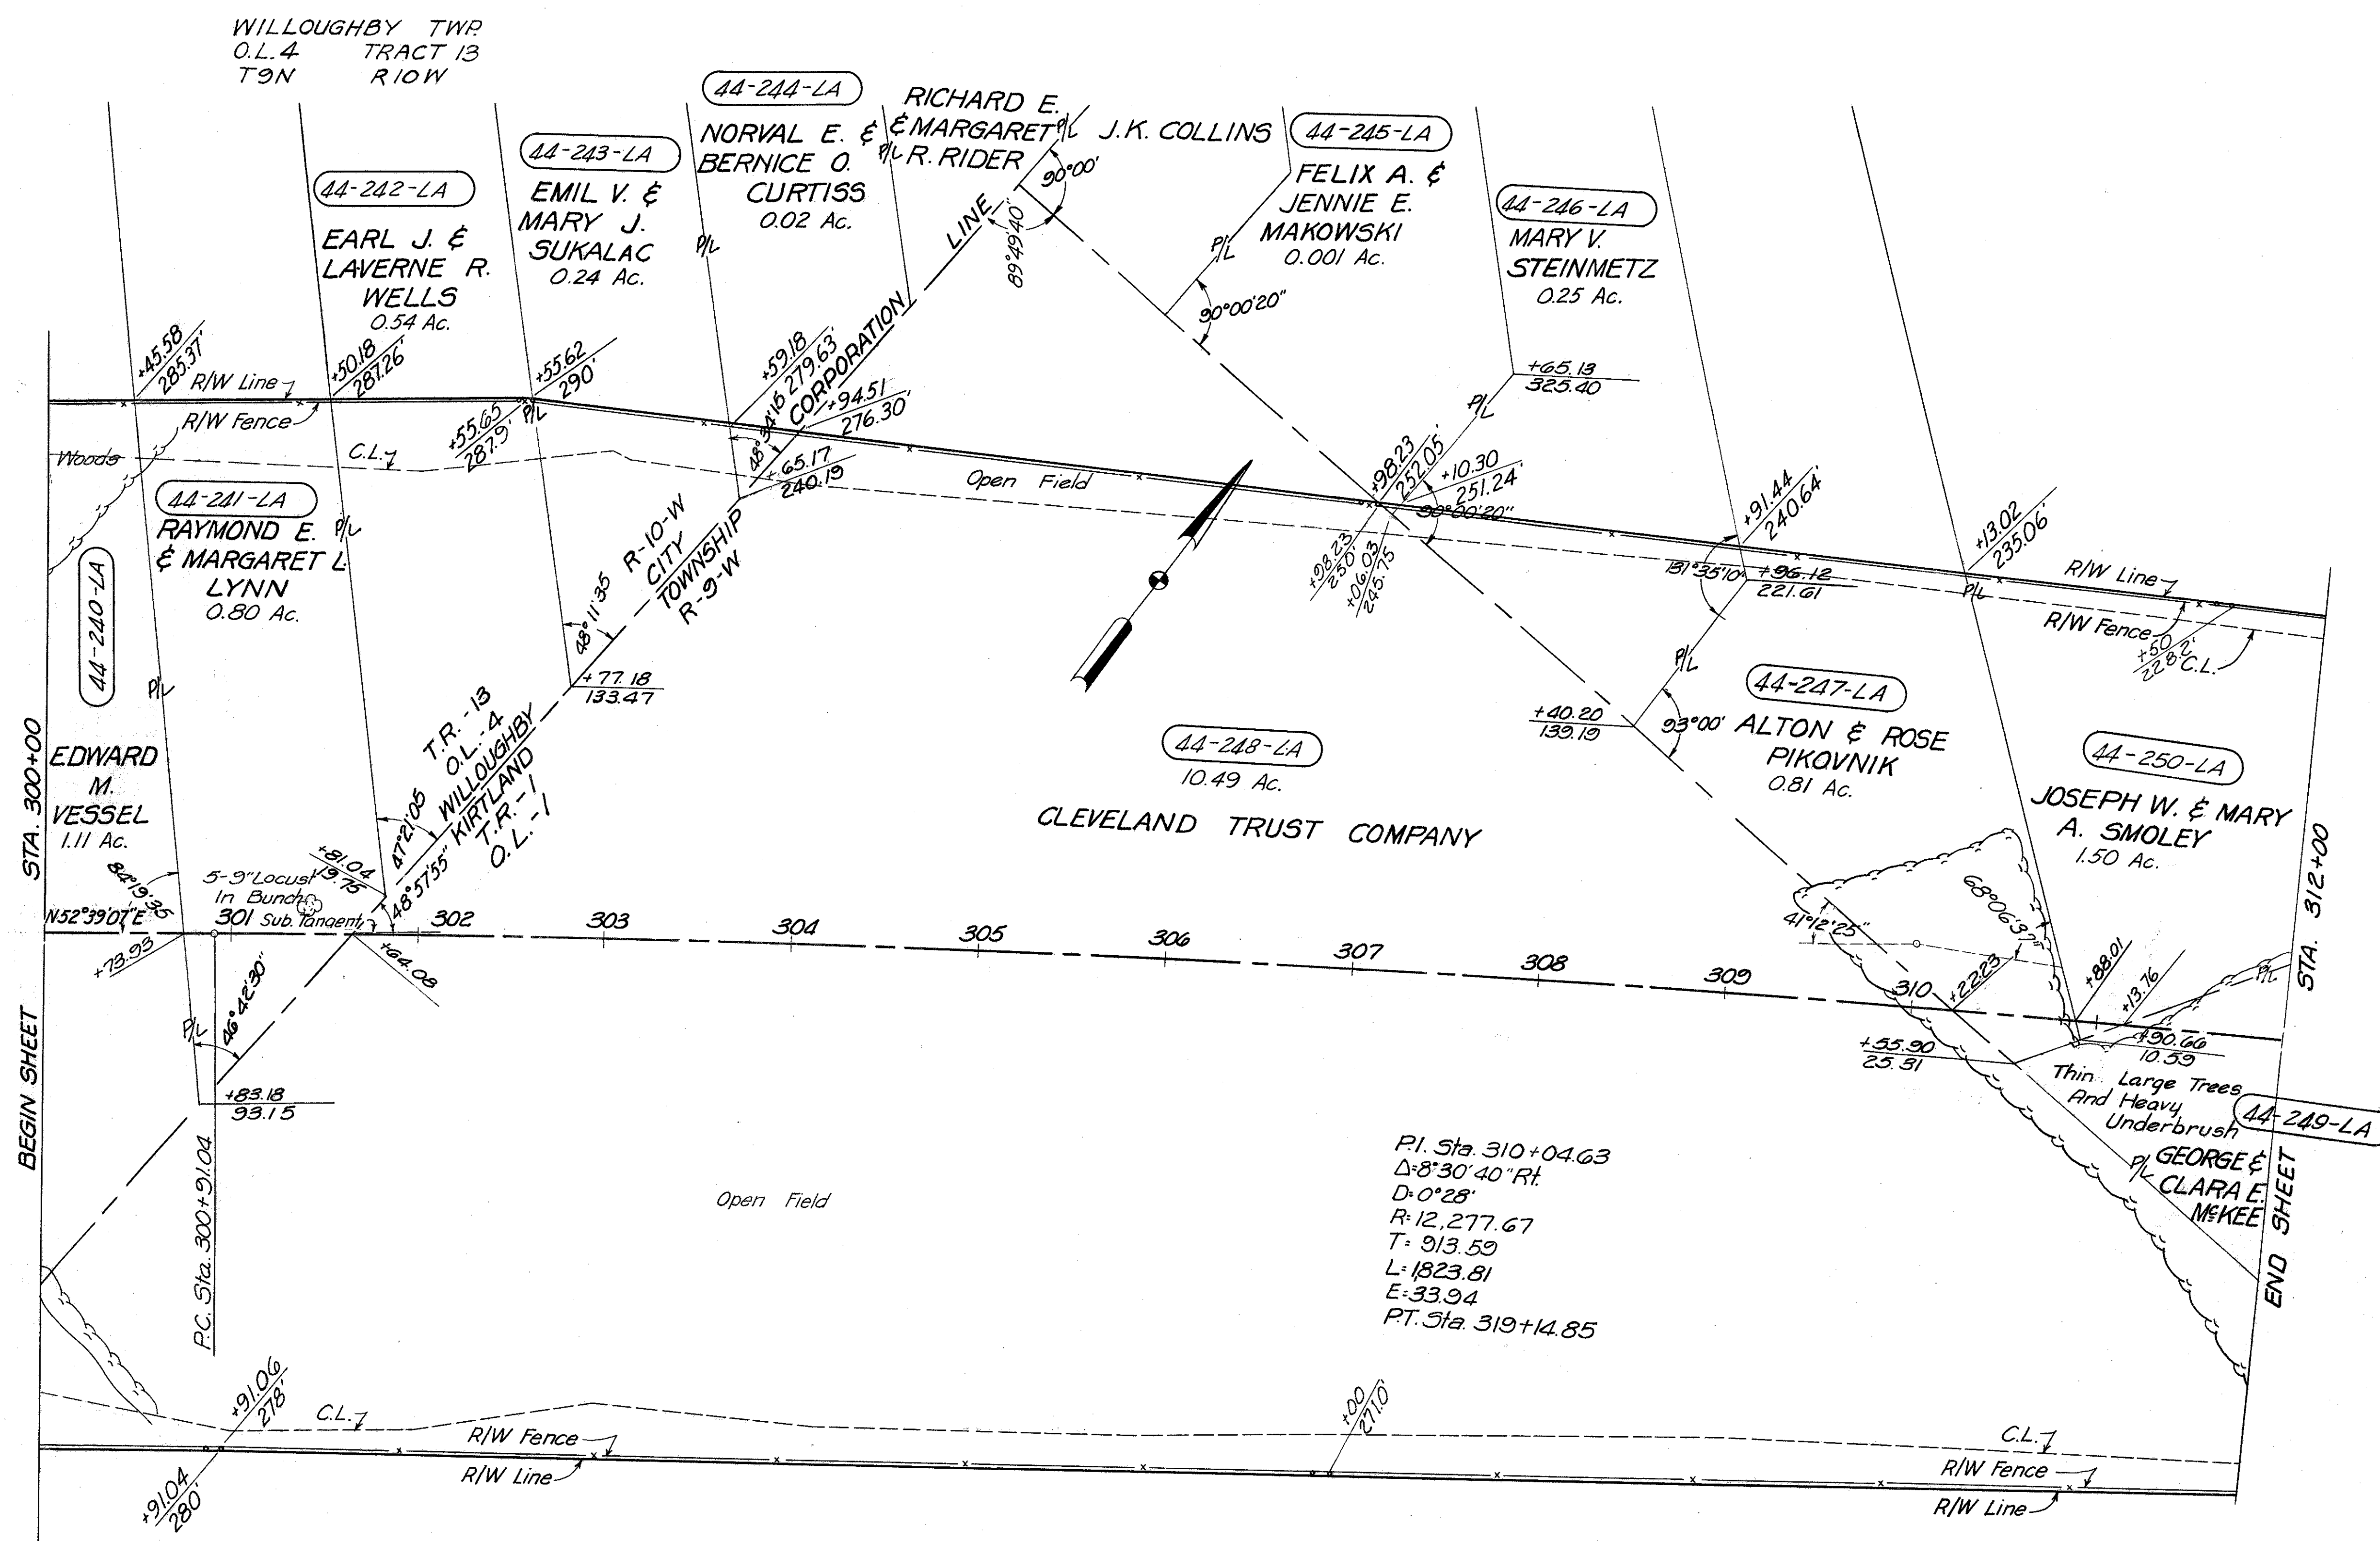 WILLOUGHBY TWP.
O.L.4 TRACT 13
T9N R10W
44-244-LA
NORVAL E. &
BERNICE O.
CURTISS
0.02 Ac.
RICHARD E.
& MARGARET
R. RIDER
P/L
P/L
J.K. COLLINS
90°00'
89°49'40"
44-245-LA
FELIX A. &
JENNIE E.
MAKOWSKI
0.001 Ac.
P/L
90°00'20"
44-243-LA
EMIL V. &
MARY J.
SUKALAC
0.24 Ac.
P/L
44-242-LA
EARL J. &
LAVERNE R.
WELLS
0.54 Ac.
44-246-LA
MARY V.
STEINMETZ
0.25 Ac.
+65.13
325.40
P/L
+45.58
285.37'
R/W Line
R/W Fence
+50.18
287.26'
+55.62
290'
+55.65
287.9'
P/L
+59.18
279.63'
CORPORATION LINE
+94.51
276.30'
48°54'16
+65.17
240.19
Woods
C.L.
Open Field
+98.23
252.05'
+10.30
251.24'
90°00'20"
+98.23
250'
+06.03
245.75
+91.44
240.64'
131°35'10"
+96.12
221.61
+13.02
235.06'
P/L
R/W Line
R/W Fence
+50
228.2'
C.L.
44-241-LA
RAYMOND E.
& MARGARET L.
LYNN
0.80 Ac.
P/L
P/L
44-240-LA
EDWARD
M.
VESSEL
1.11 Ac.
R-10-W
CITY
TOWNSHIP
R-9-W
48°11'35
+77.18
133.47
T.R.-13
O.L.-4
WILLOUGHBY
KIRTLAND
T.R.-1
O.L.-1
47°21'05
48°57'55"
+81.04
19.75
5-9" Locust
In Bunch
84°19'35
N52°39'07"E
Sub. Tangent
+73.93
+64.08
301
302
303
304
305
306
307
308
309
310
P/L
46°42'30"
+83.18
93.15
P.C. Sta. 300+91.04
BEGIN SHEET STA. 300+00
44-248-LA
10.49 Ac.
CLEVELAND TRUST COMPANY
P/L
+40.20
139.19
93°00'
44-247-LA
ALTON & ROSE
PIKOVNIK
0.81 Ac.
44-250-LA
JOSEPH W. & MARY
A. SMOLEY
1.50 Ac.
68°06'37"
41°12'25"
+22.23
+88.01
+13.76
P/L
+55.90
25.31
+90.66
10.59
Thin Large Trees
And Heavy
Underbrush
44-249-LA
P/L
GEORGE &
CLARA E.
McKEE
END SHEET STA. 312+00
Open Field
P.I. Sta. 310+04.63
Δ=8°30'40"Rt.
D=0°28'
R=12,277.67
T=913.59
L=1,823.81
E=33.94
P.T. Sta. 319+14.85
+91.06
278'
C.L.
R/W Fence
R/W Line
+91.04
280'
+00
271.0'
C.L.
R/W Fence
R/W Line